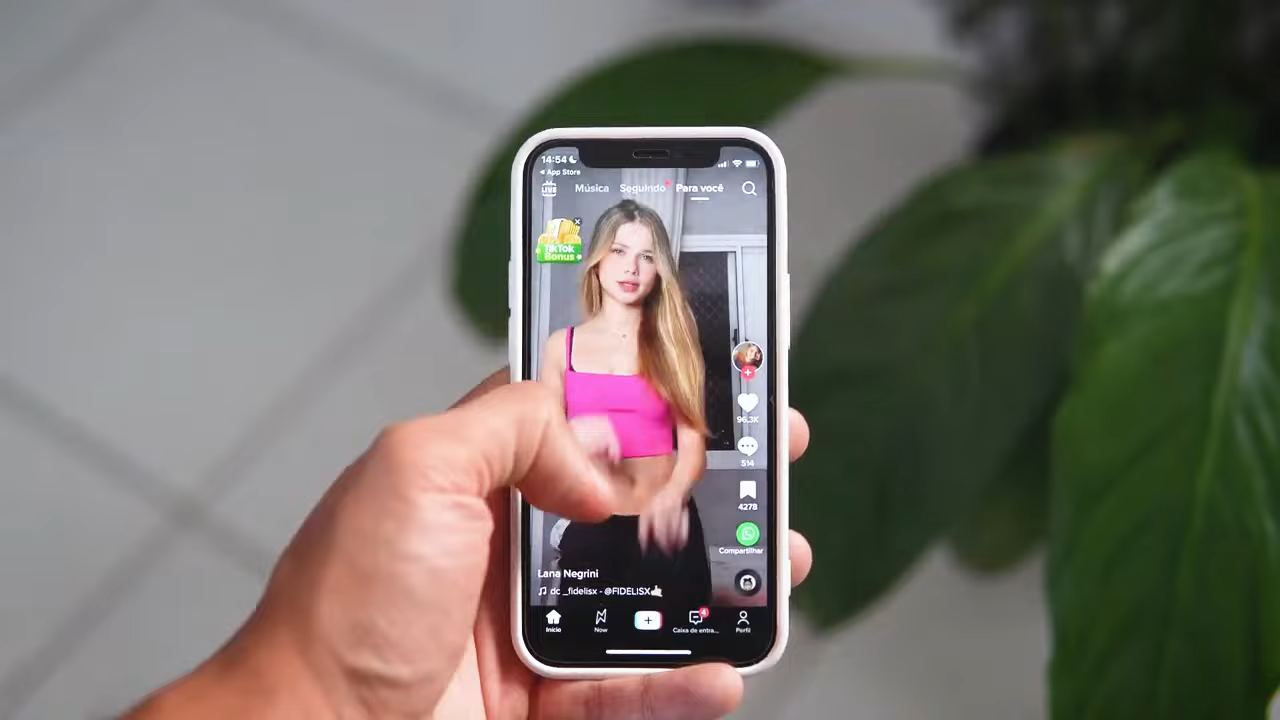 14:54
App Store
LIVE
Música Seguindo Para você
TikTok
Bonus
96.3K
514
4278
Compartilhar
Lana Negrini
dc _fidelisx - @FIDELISX
Início Now Caixa de entra... 4 Perfil